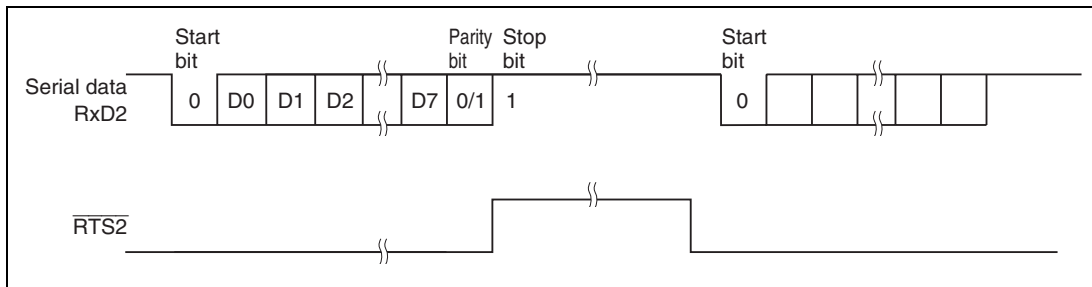 Start bit
Parity bit
Stop bit
Start bit
Serial data RxD2
0 D0 D1 D2 D7 0/1 1 0
RTS2